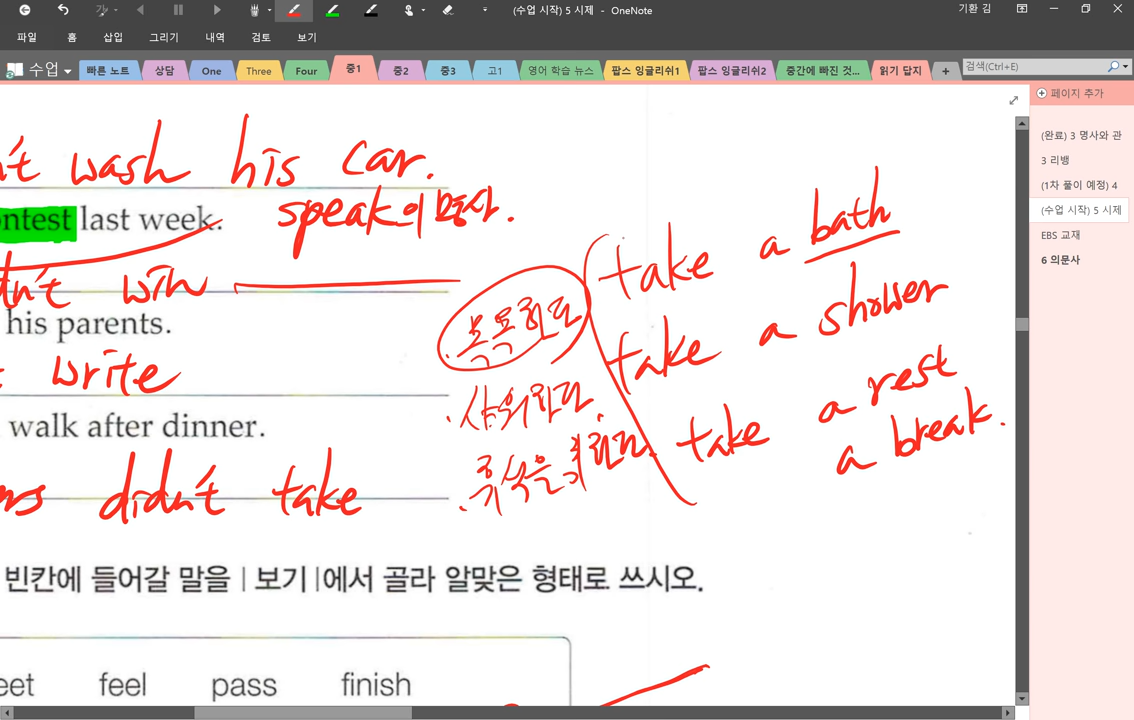 (수업 시작) 5 시제 - OneNote
기환 김
파일 홈 삽입 그리기 내역 검토 보기
수업 빠른 노트 상담 One Three Four 중1 중2 중3 고1 영어 학습 뉴스 팝스 잉글리쉬1 팝스 잉글리쉬2 중간에 빠진 것... 읽기 답지 + 검색(Ctrl+E)
페이지 추가
(완료) 3 명사와 관
3 리뱅
(1차 풀이 예정) 4
(수업 시작) 5 시제
EBS 교재
6 의문사
n't wash his car.
ontest last week.
speak의 명사.
dn't win
his parents.
write
walk after dinner.
ms didn't take
take a bath
take a shower
take a rest
a break.
목욕한다
샤워한다.
휴식을 취한다.
빈칸에 들어갈 말을 | 보기 |에서 골라 알맞은 형태로 쓰시오.
eet feel pass finish